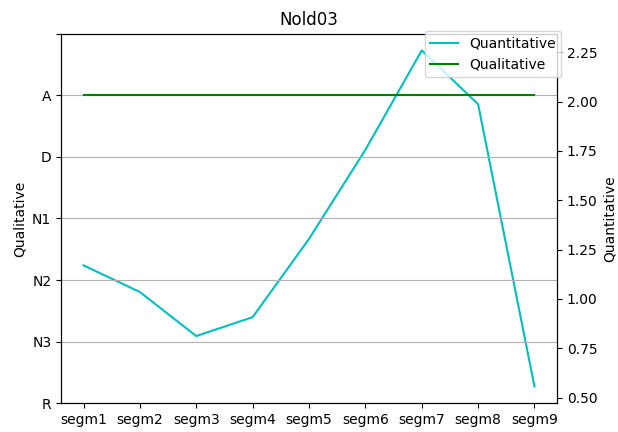 Nold03
Quantitative
Qualitative
Qualitative
A
D
N1
N2
N3
R
2.25
2.00
1.75
1.50
1.25
1.00
0.75
0.50
Quantitative
segm1 segm2 segm3 segm4 segm5 segm6 segm7 segm8 segm9